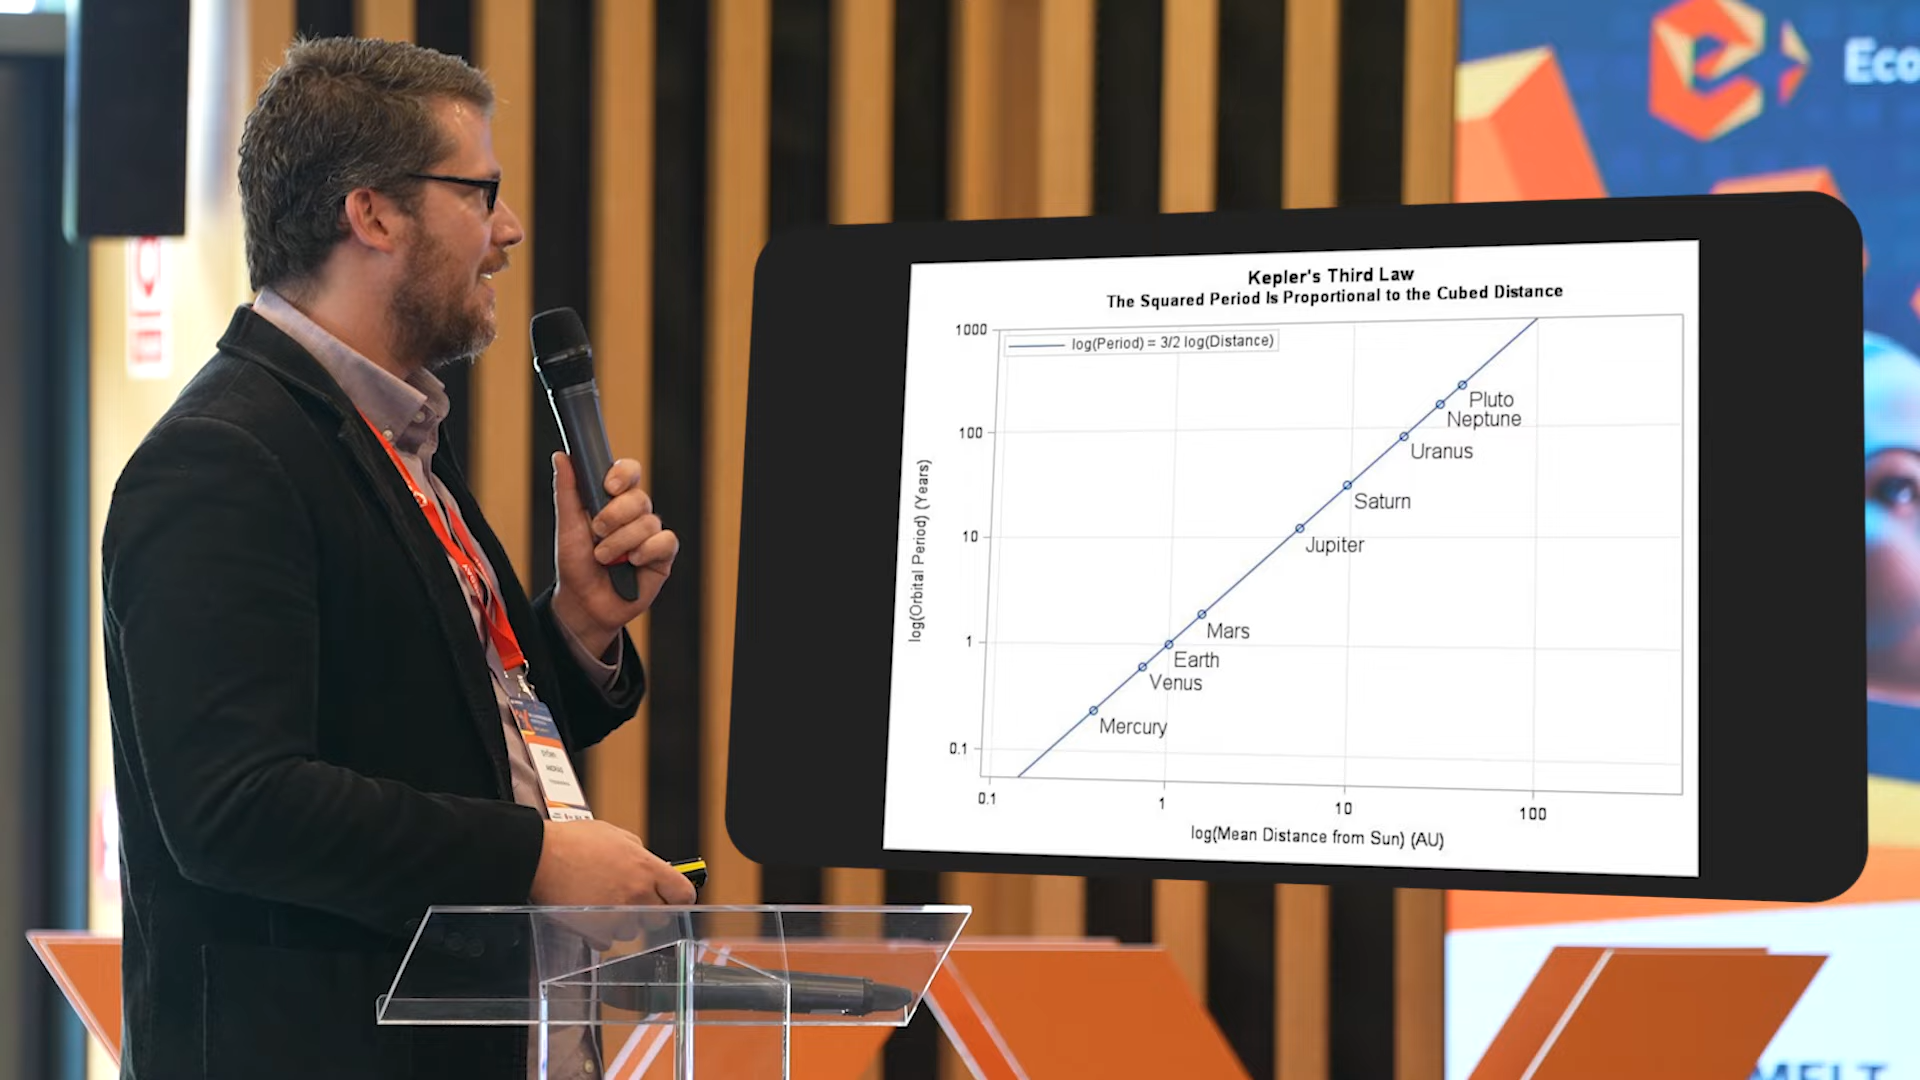 Eco
Kepler's Third Law
The Squared Period Is Proportional to the Cubed Distance
log(Period) = 3/2 log(Distance)
log(Orbital Period) (Years)
1000
100
10
1
0.1
Pluto
Neptune
Uranus
Saturn
Jupiter
Mars
Earth
Venus
Mercury
0.1
1
10
100
log(Mean Distance from Sun) (AU)
ANDRÁS
MELT